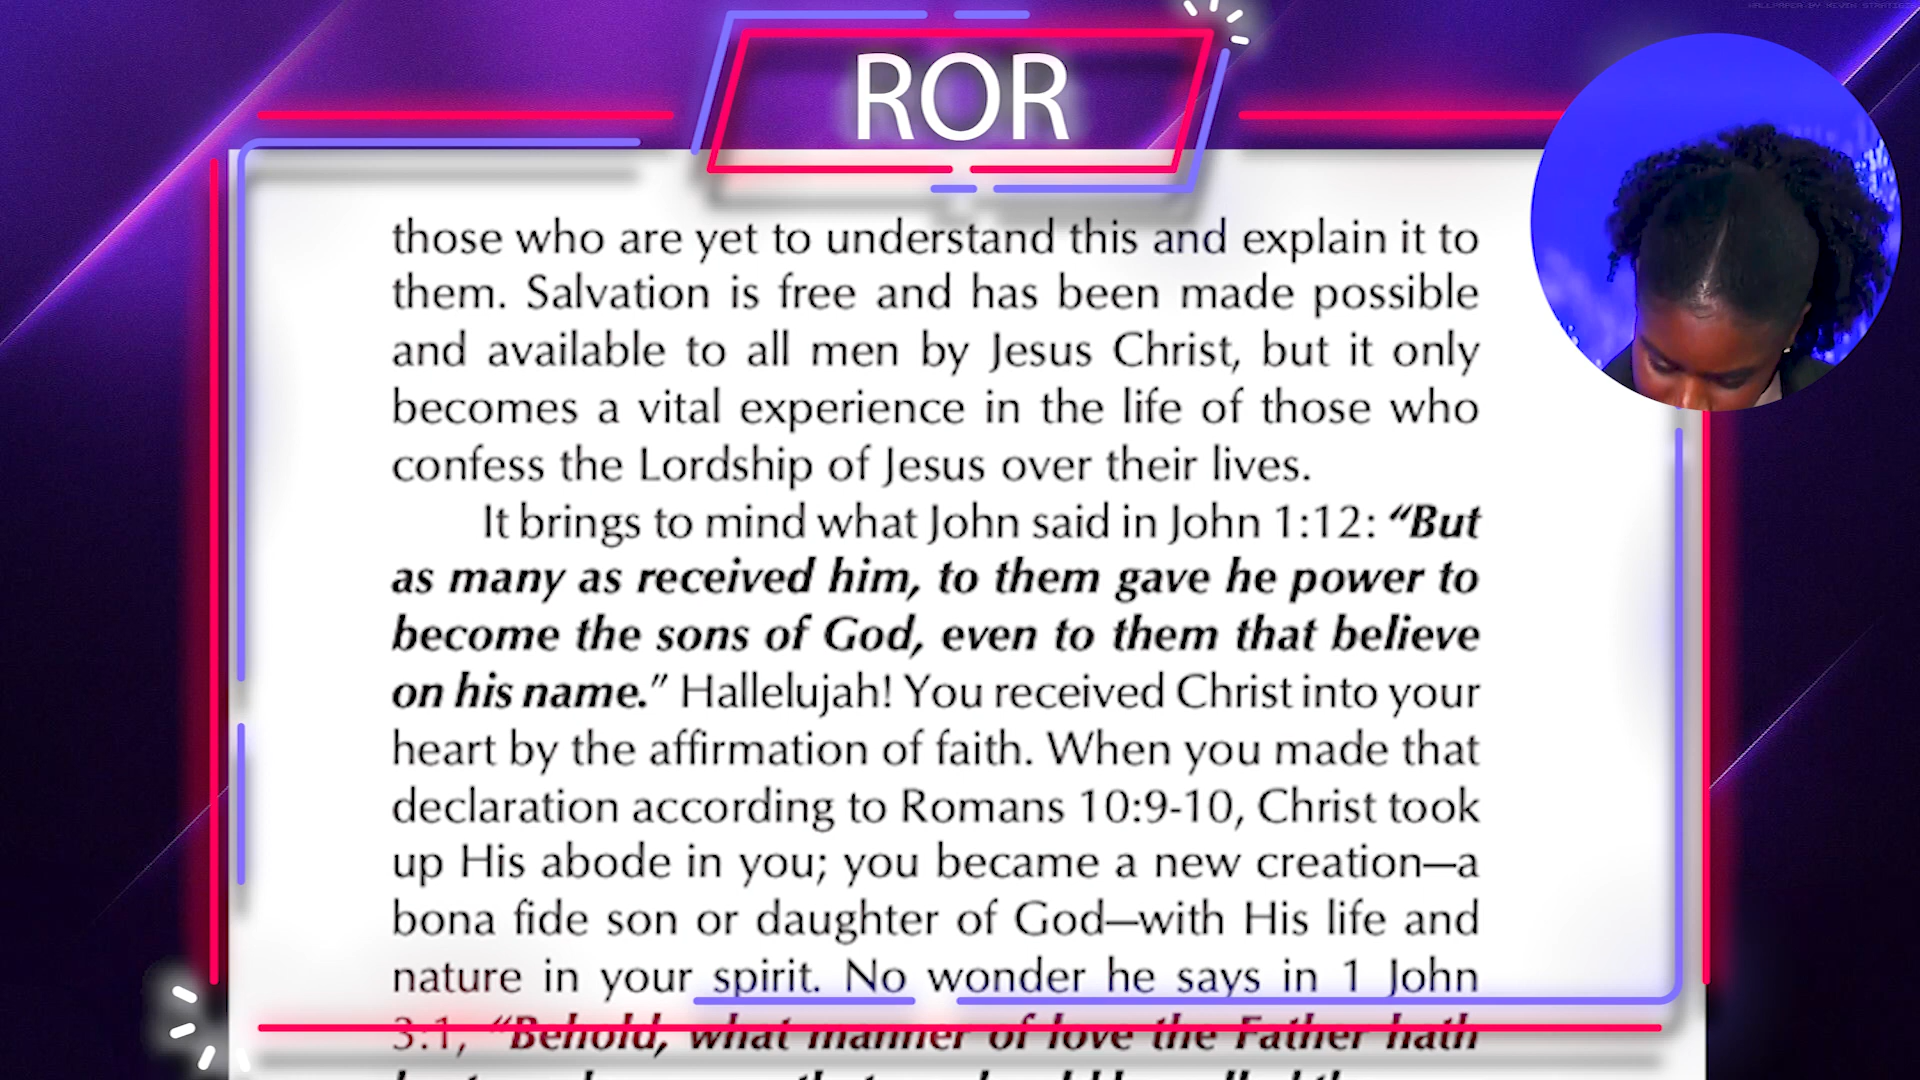 WALLPAPER BY KEVIN STRATIGIS
ROR
those who are yet to understand this and explain it to
them. Salvation is free and has been made possible
and available to all men by Jesus Christ, but it only
becomes a vital experience in the life of those who
confess the Lordship of Jesus over their lives.
It brings to mind what John said in John 1:12: “But
as many as received him, to them gave he power to
become the sons of God, even to them that believe
on his name.” Hallelujah! You received Christ into your
heart by the affirmation of faith. When you made that
declaration according to Romans 10:9-10, Christ took
up His abode in you; you became a new creation—a
bona fide son or daughter of God—with His life and
nature in your spirit. No wonder he says in 1 John
3:1, “Behold, what manner of love the Father hath